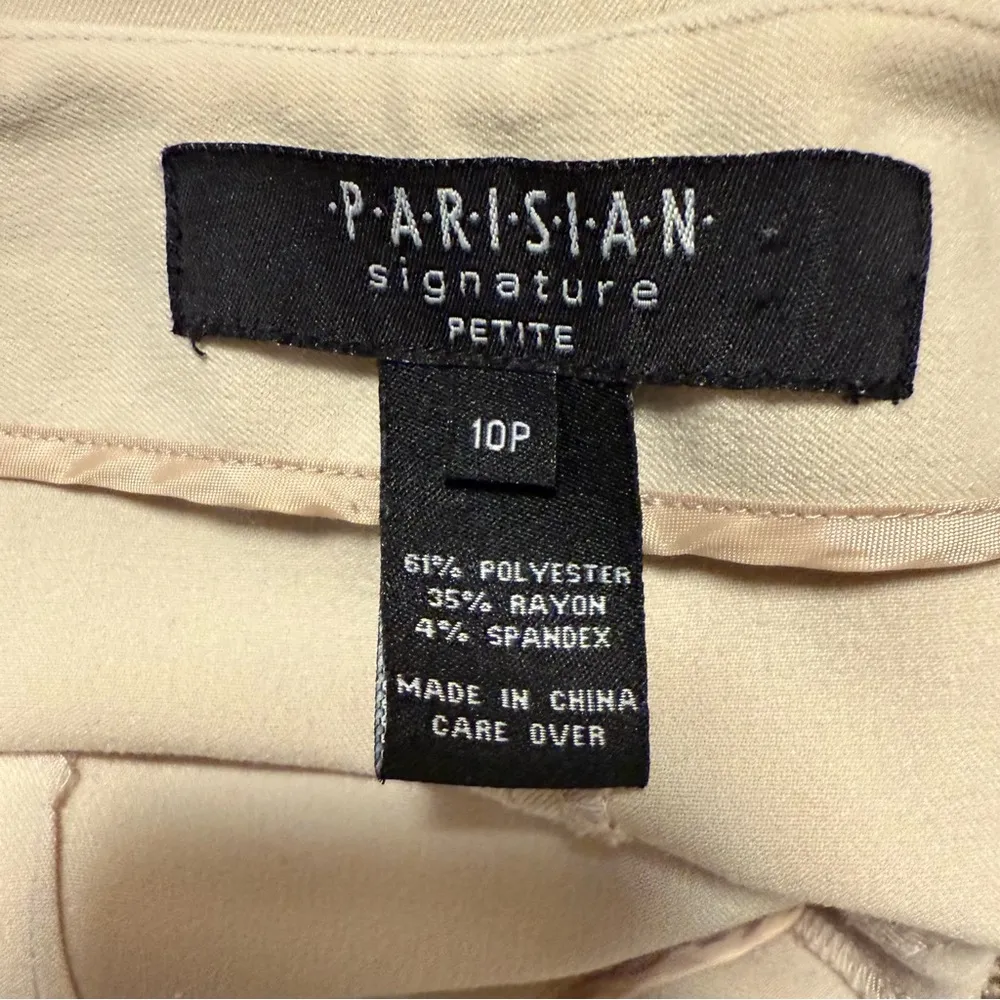 ·P·A·R·I·S·I·A·N·
signature
PETITE
10P
61% POLYESTER
35% RAYON
4% SPANDEX
MADE IN CHINA
CARE OVER